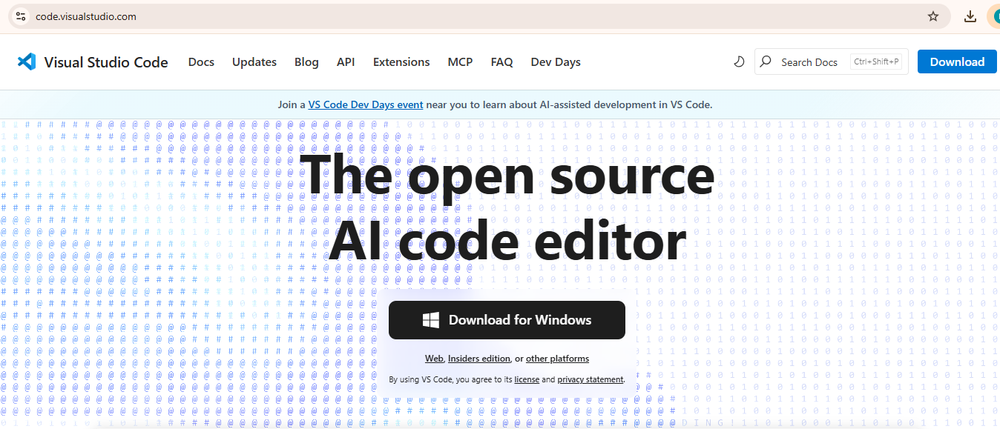 code.visualstudio.com
Visual Studio Code Docs Updates Blog API Extensions MCP FAQ Dev Days Search Docs Ctrl+Shift+P Download
Join a VS Code Dev Days event near you to learn about AI-assisted development in VS Code.
The open source
AI code editor
Download for Windows
Web, Insiders edition, or other platforms
By using VS Code, you agree to its license and privacy statement.